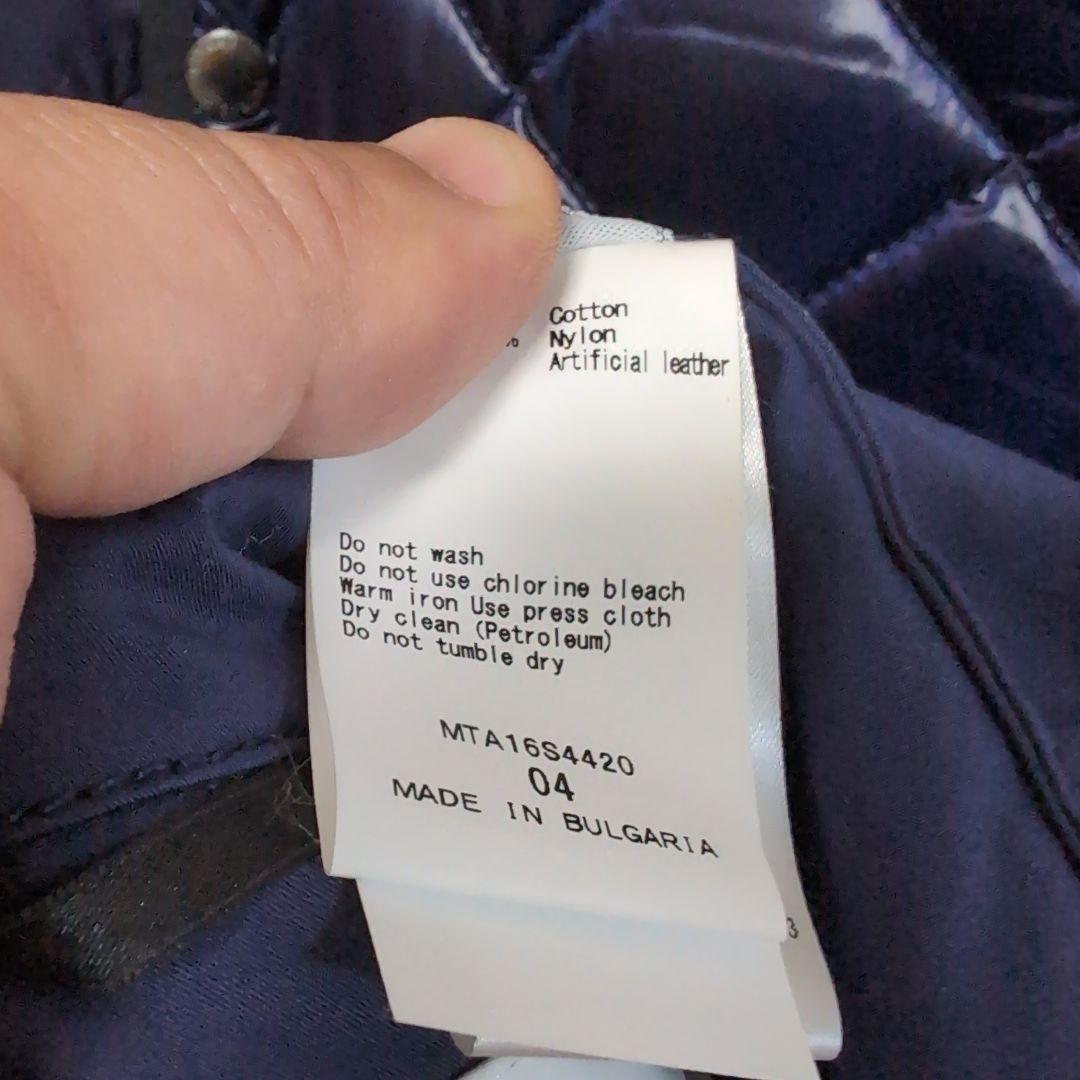 Cotton
% Nylon
Artificial leather
Do not wash
Do not use chlorine bleach
Warm iron Use press cloth
Dry clean (Petroleum)
Do not tumble dry
MTA16S4420
04
MADE IN BULGARIA
3